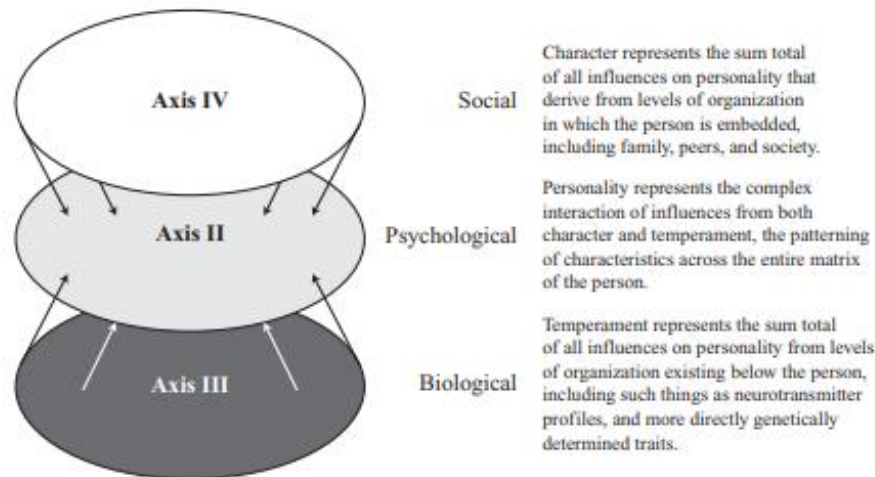 Axis IV
Social
Character represents the sum total
of all influences on personality that
derive from levels of organization
in which the person is embedded,
including family, peers, and society.
Axis II
Psychological
Personality represents the complex
interaction of influences from both
character and temperament, the patterning
of characteristics across the entire matrix
of the person.
Axis III
Biological
Temperament represents the sum total
of all influences on personality from levels
of organization existing below the person,
including such things as neurotransmitter
profiles, and more directly genetically
determined traits.